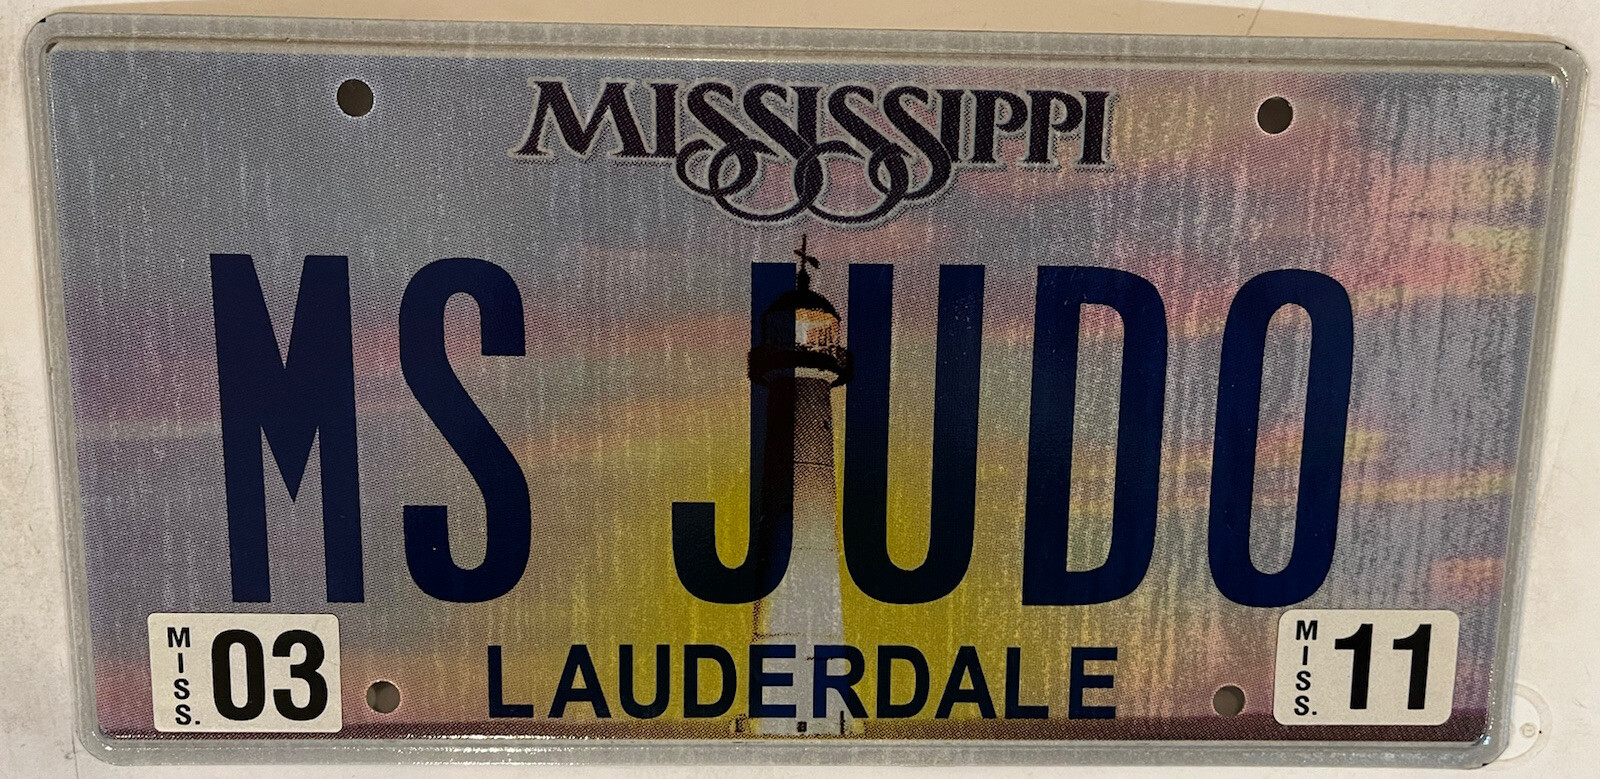 MISSISSIPPI
MS JUDO
MISS. 03
LAUDERDALE
MISS. 11